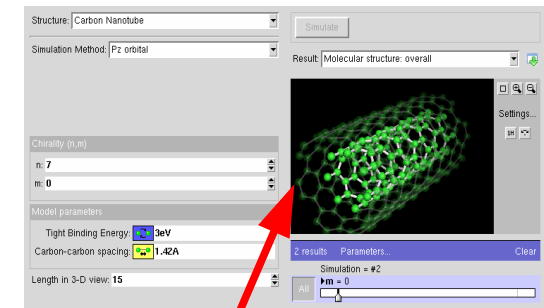 Structure: Carbon Nanotube
Simulation Method: Pz orbital
Chirality (n,m)
n: 7
m: 0
Model parameters
Tight Binding Energy: 3eV
Carbon-carbon spacing: 1.42A
Length in 3-D view: 15
Simulate
Result: Molecular structure: overall
Settings...
2 results Parameters... Clear
Simulation = #2
All
m = 0